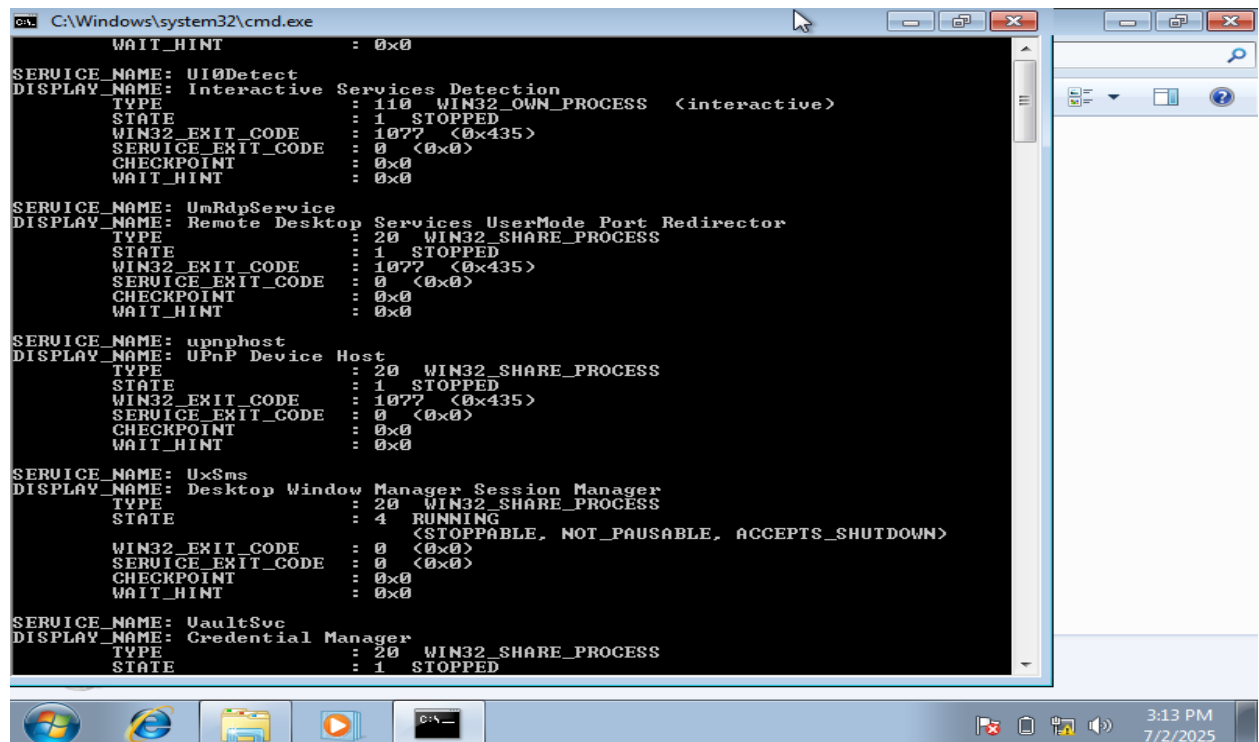 C:\Windows\system32\cmd.exe
WAIT_HINT : 0x0
SERVICE_NAME: UI0Detect
DISPLAY_NAME: Interactive Services Detection
TYPE : 110 WIN32_OWN_PROCESS (interactive)
STATE : 1 STOPPED
WIN32_EXIT_CODE : 1077 (0x435)
SERVICE_EXIT_CODE : 0 (0x0)
CHECKPOINT : 0x0
WAIT_HINT : 0x0
SERVICE_NAME: UmRdpService
DISPLAY_NAME: Remote Desktop Services UserMode Port Redirector
TYPE : 20 WIN32_SHARE_PROCESS
STATE : 1 STOPPED
WIN32_EXIT_CODE : 1077 (0x435)
SERVICE_EXIT_CODE : 0 (0x0)
CHECKPOINT : 0x0
WAIT_HINT : 0x0
SERVICE_NAME: upnphost
DISPLAY_NAME: UPnP Device Host
TYPE : 20 WIN32_SHARE_PROCESS
STATE : 1 STOPPED
WIN32_EXIT_CODE : 1077 (0x435)
SERVICE_EXIT_CODE : 0 (0x0)
CHECKPOINT : 0x0
WAIT_HINT : 0x0
SERVICE_NAME: UxSms
DISPLAY_NAME: Desktop Window Manager Session Manager
TYPE : 20 WIN32_SHARE_PROCESS
STATE : 4 RUNNING
(STOPPABLE, NOT_PAUSABLE, ACCEPTS_SHUTDOWN)
WIN32_EXIT_CODE : 0 (0x0)
SERVICE_EXIT_CODE : 0 (0x0)
CHECKPOINT : 0x0
WAIT_HINT : 0x0
SERVICE_NAME: VaultSvc
DISPLAY_NAME: Credential Manager
TYPE : 20 WIN32_SHARE_PROCESS
STATE : 1 STOPPED
3:13 PM
7/2/2025